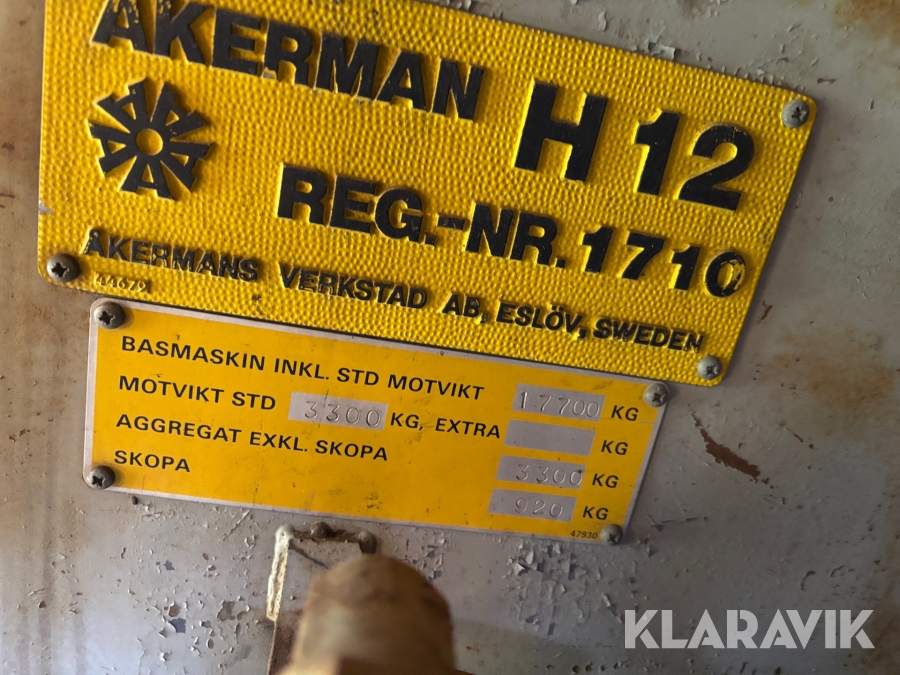 ÅKERMAN H 12
REG.-NR. 1710
ÅKERMANS VERKSTAD AB, ESLÖV, SWEDEN
44679
BASMASKIN INKL. STD MOTVIKT 17700 KG
MOTVIKT STD 3300 KG, EXTRA KG
AGGREGAT EXKL. SKOPA 3300 KG
SKOPA 920 KG
47930
KLARAVIK